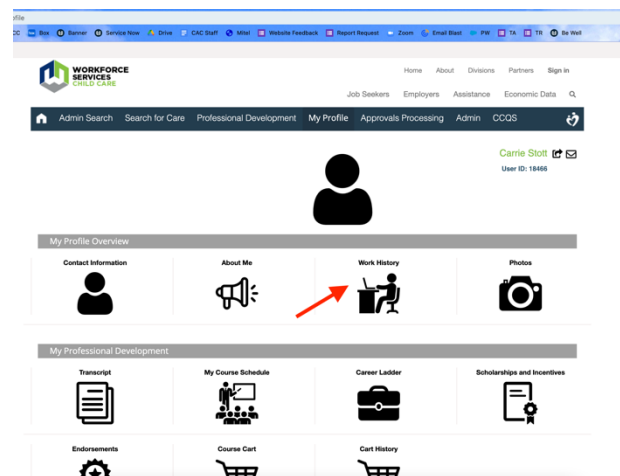 ofile
CC Box Banner Service Now Drive CAC Staff Mitel Website Feedback Report Request Zoom Email Blast PW TA TR Be Well
WORKFORCE
SERVICES
CHILD CARE
Home About Divisions Partners Sign in
Job Seekers Employers Assistance Economic Data
Admin Search Search for Care Professional Development My Profile Approvals Processing Admin CCQS
Carrie Stott
User ID: 18466
My Profile Overview
Contact Information About Me Work History Photos
My Professional Development
Transcript My Course Schedule Career Ladder Scholarships and Incentives
Endorsements Course Cart Cart History